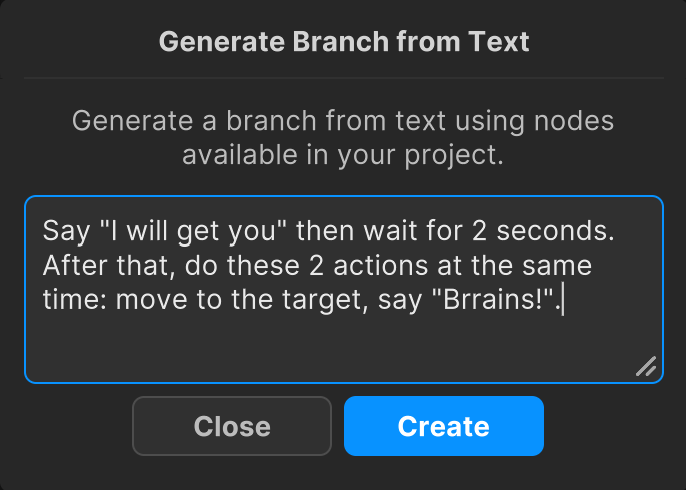 Generate Branch from Text
Generate a branch from text using nodes
available in your project.
Say "I will get you" then wait for 2 seconds.
After that, do these 2 actions at the same
time: move to the target, say "Brrains!".
Close
Create